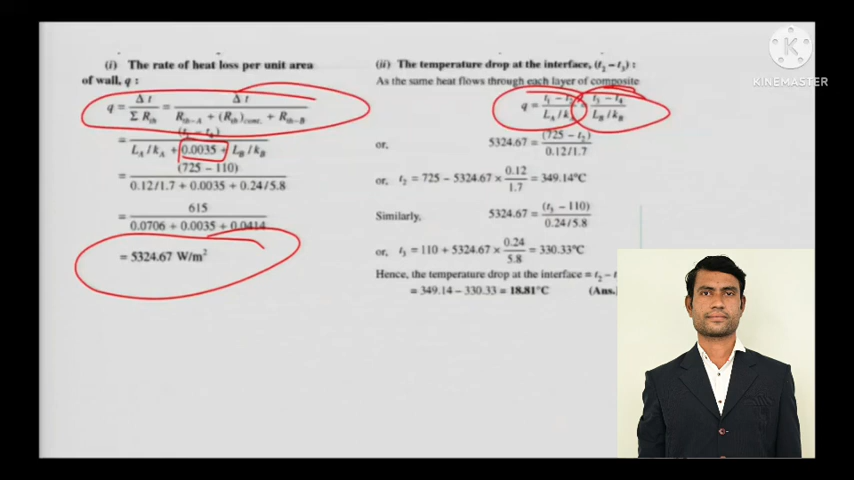 (i) The rate of heat loss per unit area
of wall, q :
q = Δ t / Σ R_th = Δ t / R_th–A + (R_th)_cont. + R_th–B
= (t₁ – t₄) / L_A/k_A + 0.0035 + L_B/k_B
= (725 – 110) / 0.12/1.7 + 0.0035 + 0.24/5.8
= 615 / 0.0706 + 0.0035 + 0.0414
= 5324.67 W/m²
(ii) The temperature drop at the interface, (t₂ – t₃) :
As the same heat flows through each layer of composite
q = t₁ – t₂ / L_A/k_A = t₃ – t₄ / L_B/k_B
or, 5324.67 = (725 – t₂) / 0.12/1.7
or, t₂ = 725 – 5324.67 × 0.12 / 1.7 = 349.14°C
Similarly, 5324.67 = (t₃ – 110) / 0.24/5.8
or, t₃ = 110 + 5324.67 × 0.24 / 5.8 = 330.33°C
Hence, the temperature drop at the interface = t₂ – t
= 349.14 – 330.33 = 18.81°C (Ans.
K
KINEMASTER